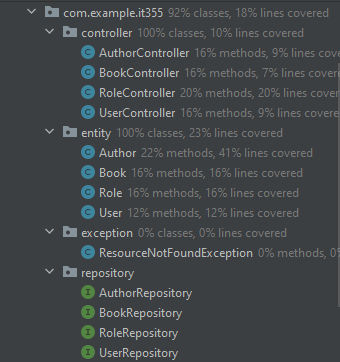 com.example.it355 92% classes, 18% lines covered
controller 100% classes, 10% lines covered
C AuthorController 16% methods, 9% lines covered
C BookController 16% methods, 7% lines covered
C RoleController 20% methods, 20% lines covered
C UserController 16% methods, 9% lines covered
entity 100% classes, 23% lines covered
C Author 22% methods, 41% lines covered
C Book 16% methods, 16% lines covered
C Role 16% methods, 16% lines covered
C User 12% methods, 12% lines covered
exception 0% classes, 0% lines covered
C ResourceNotFoundException 0% methods, 0%
repository
I AuthorRepository
I BookRepository
I RoleRepository
I UserRepository